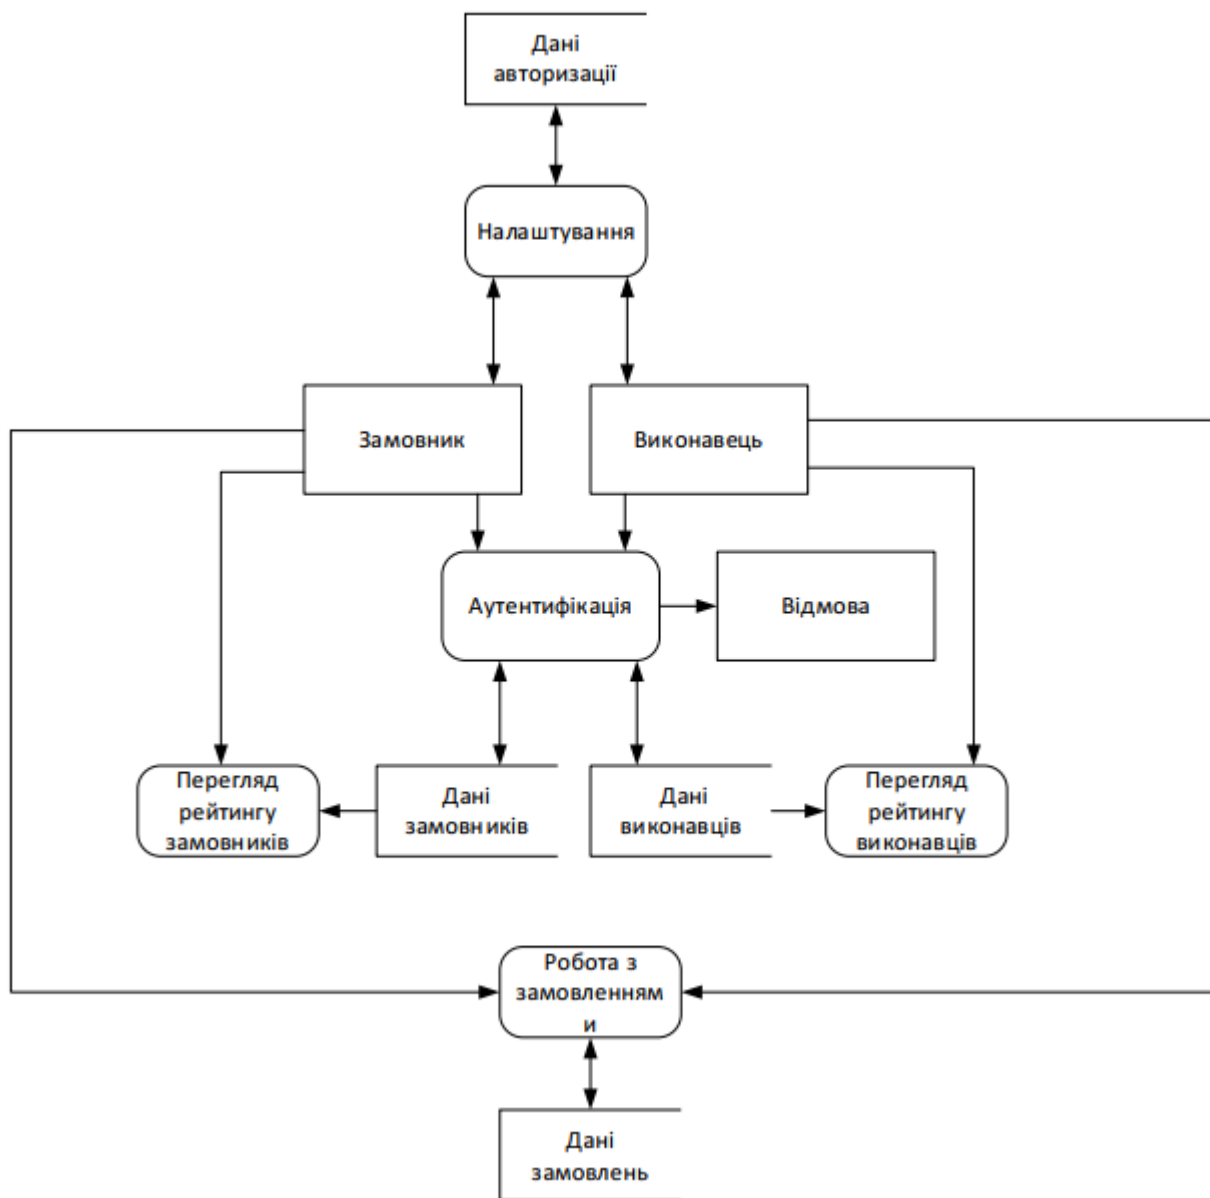 Дані
авторизації
Налаштування
Замовник
Виконавець
Аутентифікація
Відмова
Перегляд
рейтингу
замовників
Дані
замовників
Дані
виконавців
Перегляд
рейтингу
виконавців
Робота з
замовленням
и
Дані
замовлень